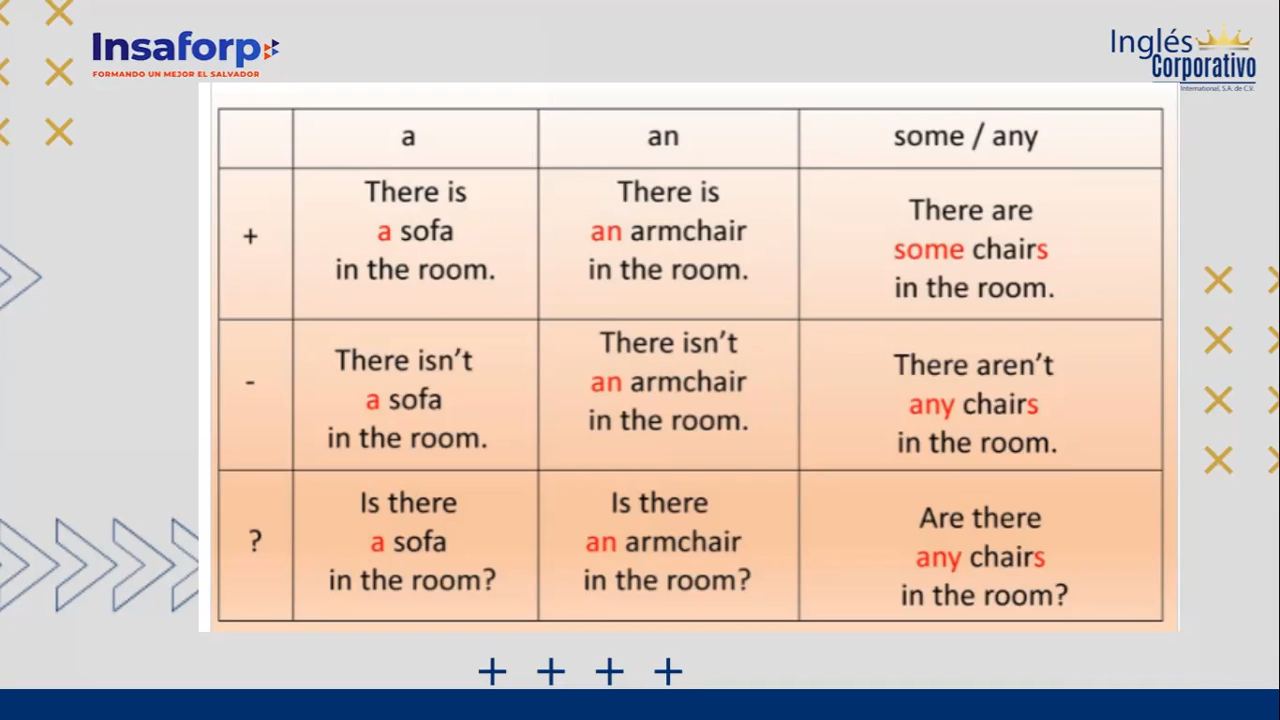 Insaforp
FORMANDO UN MEJOR EL SALVADOR
Inglés
Corporativo
International, S.A. de C.V.
a
an
some / any
+
There is
a sofa
in the room.
There is
an armchair
in the room.
There are
some chairs
in the room.
-
There isn’t
a sofa
in the room.
There isn’t
an armchair
in the room.
There aren’t
any chairs
in the room.
?
Is there
a sofa
in the room?
Is there
an armchair
in the room?
Are there
any chairs
in the room?